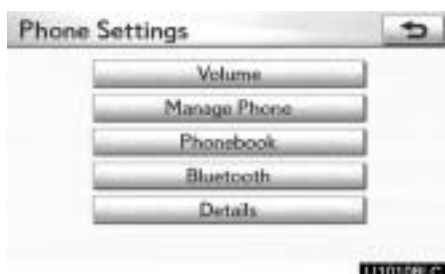 Phone Settings
Volume
Manage Phone
Phonebook
Bluetooth
Details